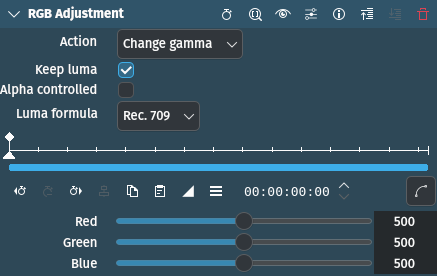 RGB Adjustment
Action Change gamma
Keep luma
Alpha controlled
Luma formula Rec. 709
00:00:00:00
Red 500
Green 500
Blue 500